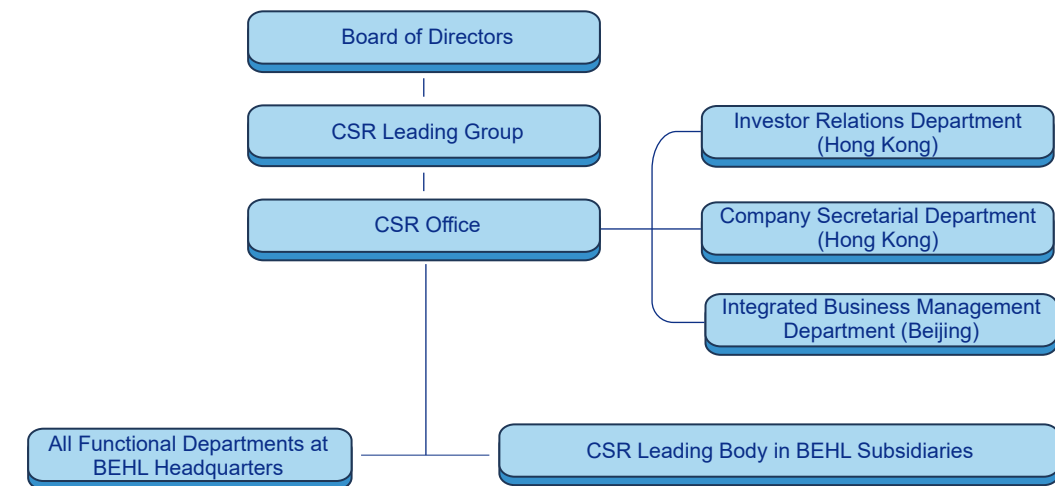 Board of Directors
CSR Leading Group
CSR Office
Investor Relations Department
(Hong Kong)
Company Secretarial Department
(Hong Kong)
Integrated Business Management
Department (Beijing)
All Functional Departments at
BEHL Headquarters
CSR Leading Body in BEHL Subsidiaries